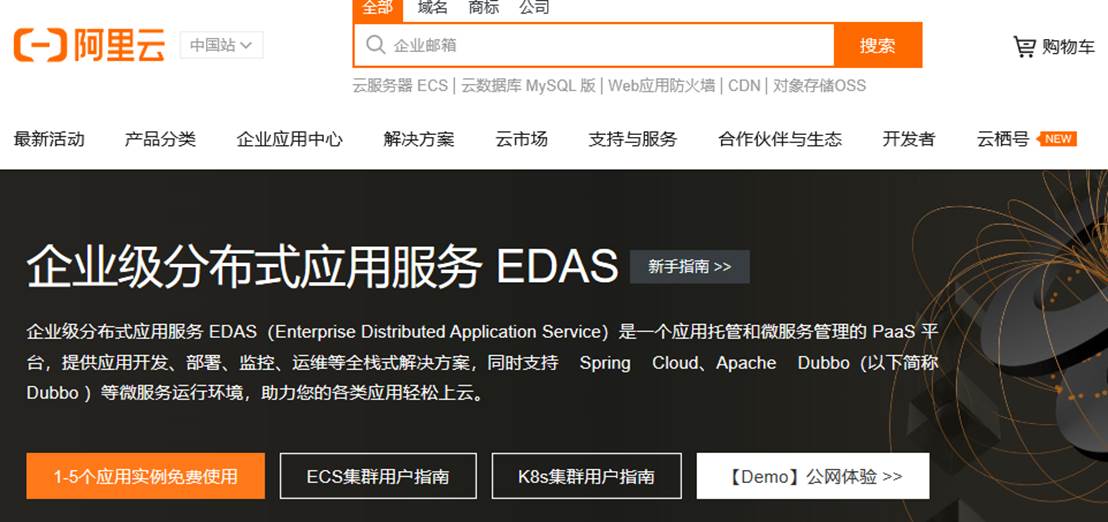 全部 域名 商标 公司
阿里云 中国站
企业邮箱 搜索
购物车
云服务器 ECS | 云数据库 MySQL 版 | Web应用防火墙 | CDN | 对象存储OSS
最新活动 产品分类 企业应用中心 解决方案 云市场 支持与服务 合作伙伴与生态 开发者 云栖号 NEW
企业级分布式应用服务 EDAS 新手指南 >>
企业级分布式应用服务 EDAS（Enterprise Distributed Application Service）是一个应用托管和微服务管理的 PaaS 平
台，提供应用开发、部署、监控、运维等全栈式解决方案，同时支持 Spring Cloud、Apache Dubbo（以下简称
Dubbo ）等微服务运行环境，助力您的各类应用轻松上云。
1-5个应用实例免费使用 ECS集群用户指南 K8s集群用户指南 【Demo】公网体验 >>